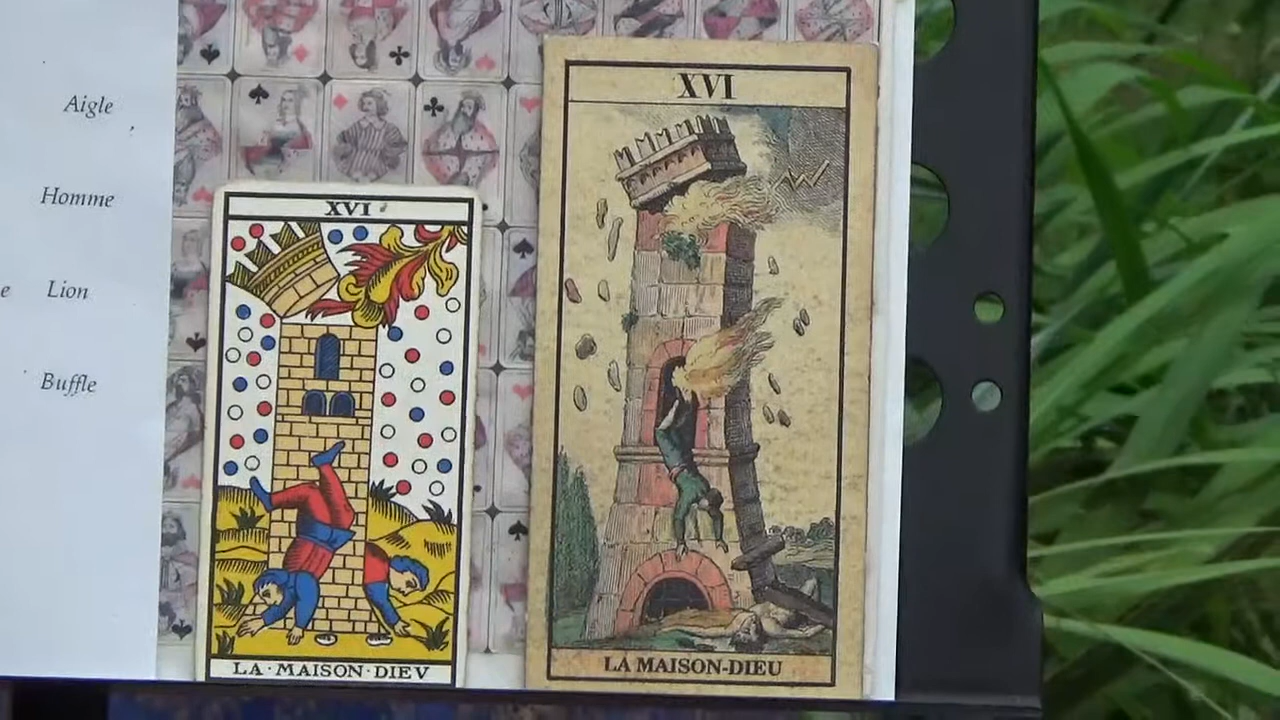 Aigle
Homme
e Lion
Buffle
XVI
LA·MAISON·DIEV
XVI
LA MAISON-DIEU